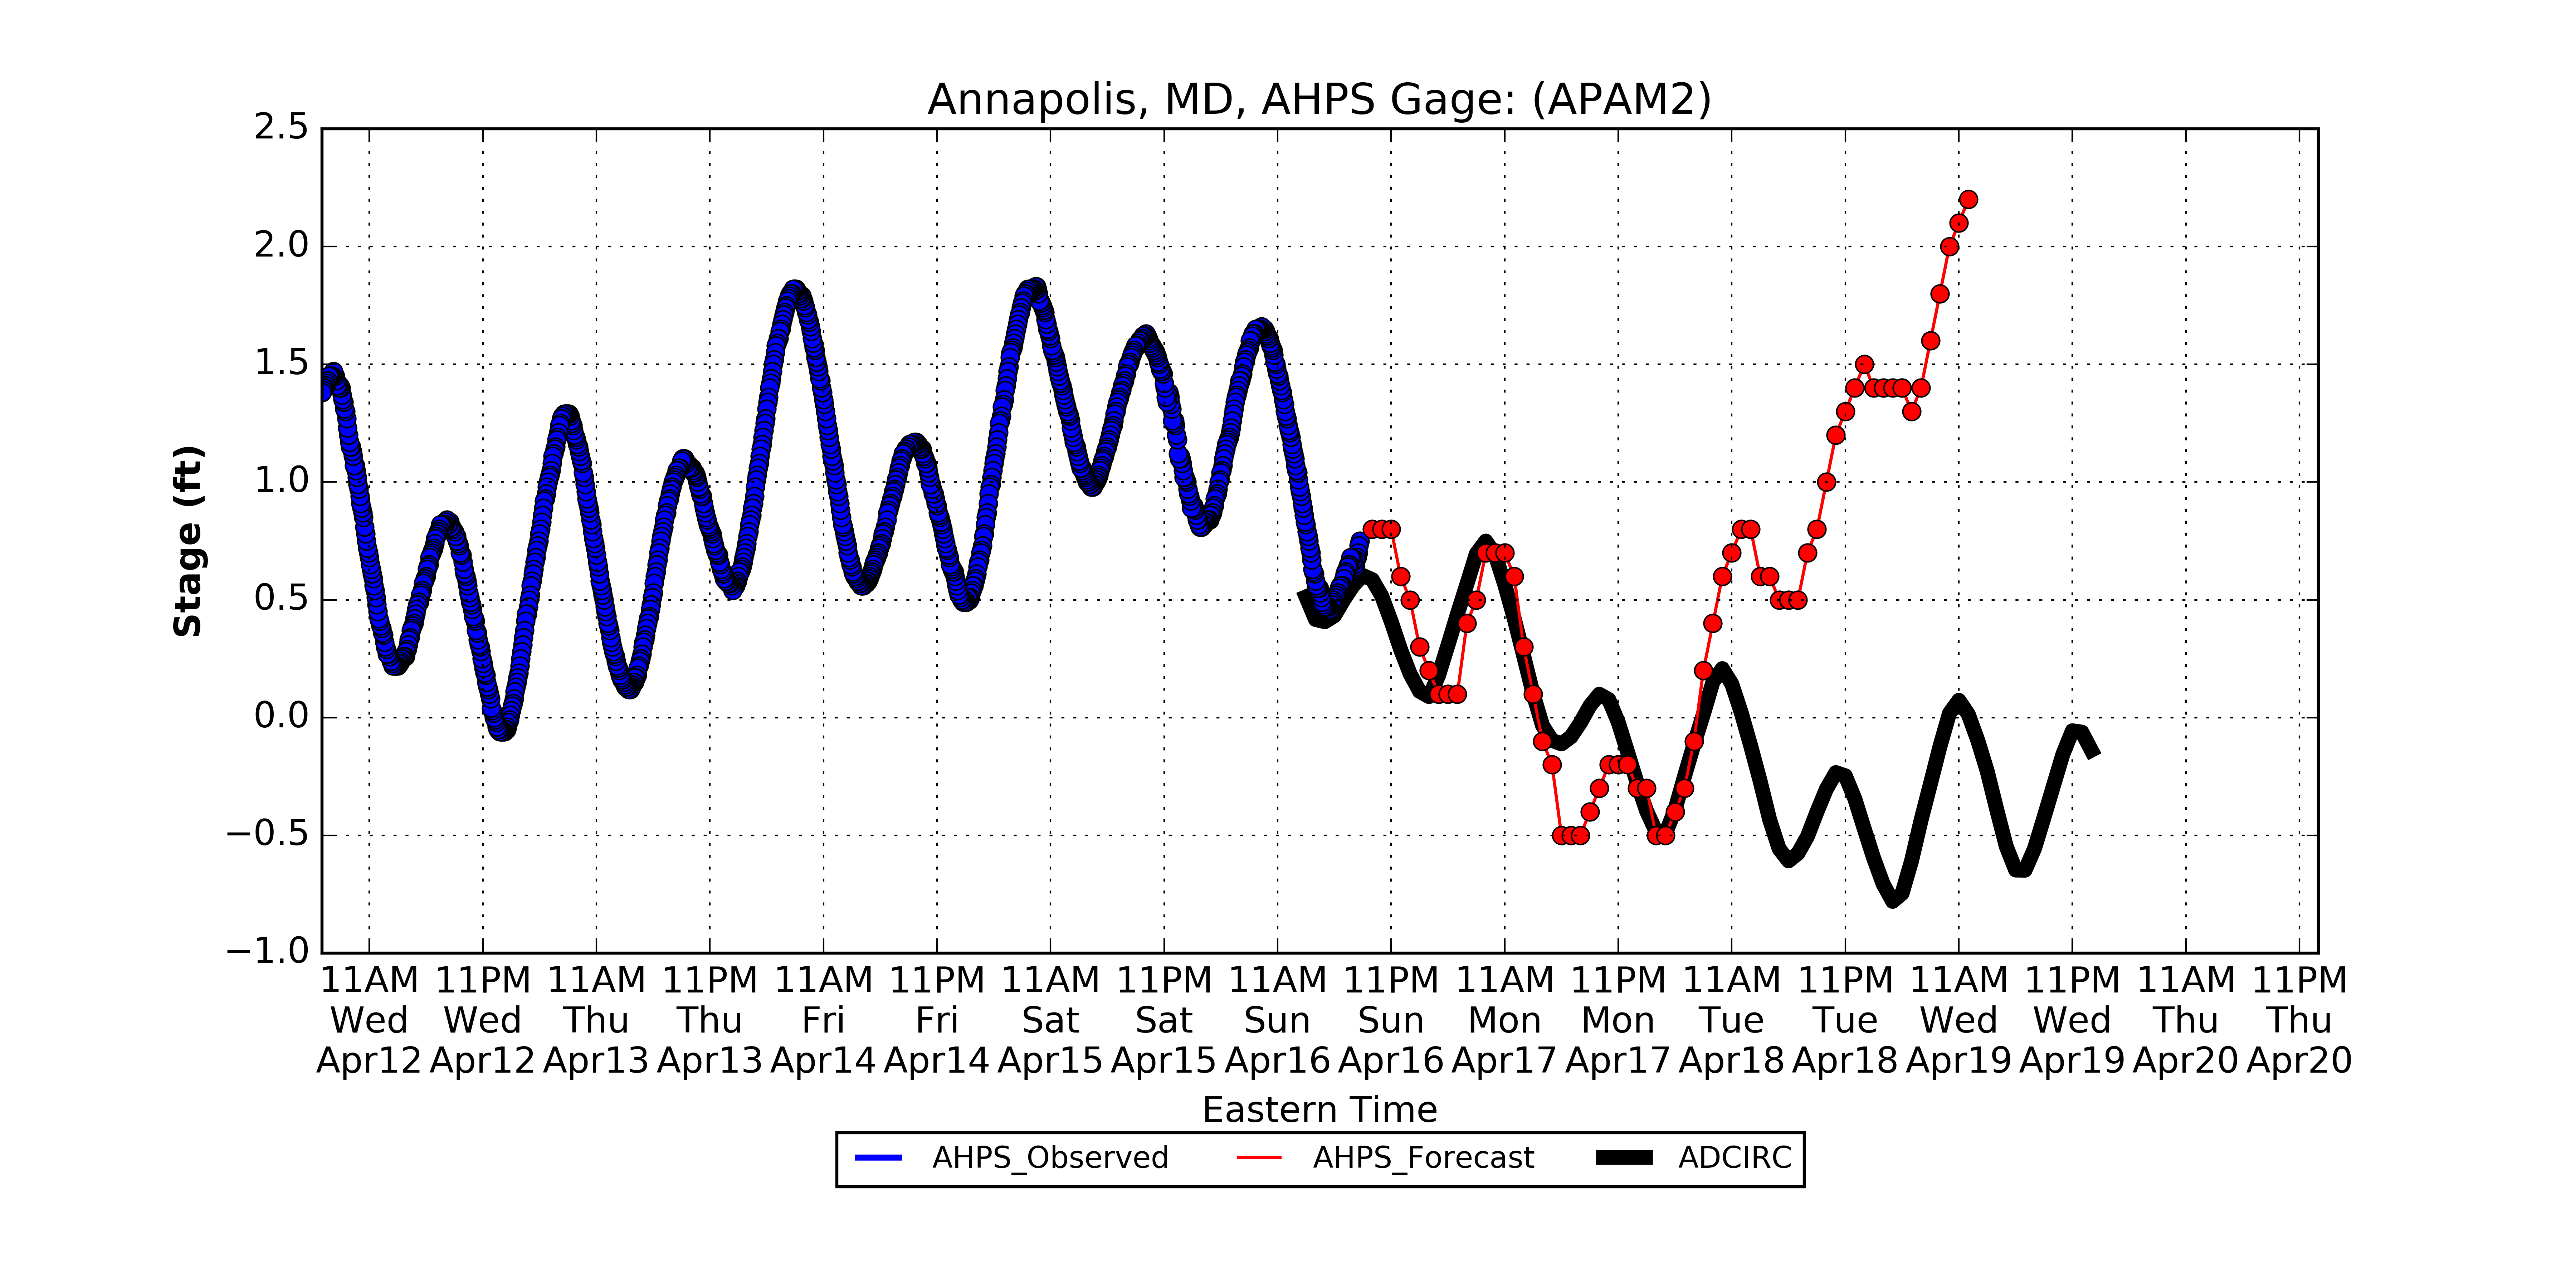 Annapolis, MD, AHPS Gage: (APAM2)
2.5
2.0
1.5
1.0
0.5
0.0
−0.5
−1.0
Stage (ft)
11AM 11PM 11AM 11PM 11AM 11PM 11AM 11PM 11AM 11PM 11AM 11PM 11AM 11PM 11AM 11PM 11AM 11PM
Wed Wed Thu Thu Fri Fri Sat Sat Sun Sun Mon Mon Tue Tue Wed Wed Thu Thu
Apr12 Apr12 Apr13 Apr13 Apr14 Apr14 Apr15 Apr15 Apr16 Apr16 Apr17 Apr17 Apr18 Apr18 Apr19 Apr19 Apr20 Apr20
Eastern Time
AHPS_Observed AHPS_Forecast ADCIRC